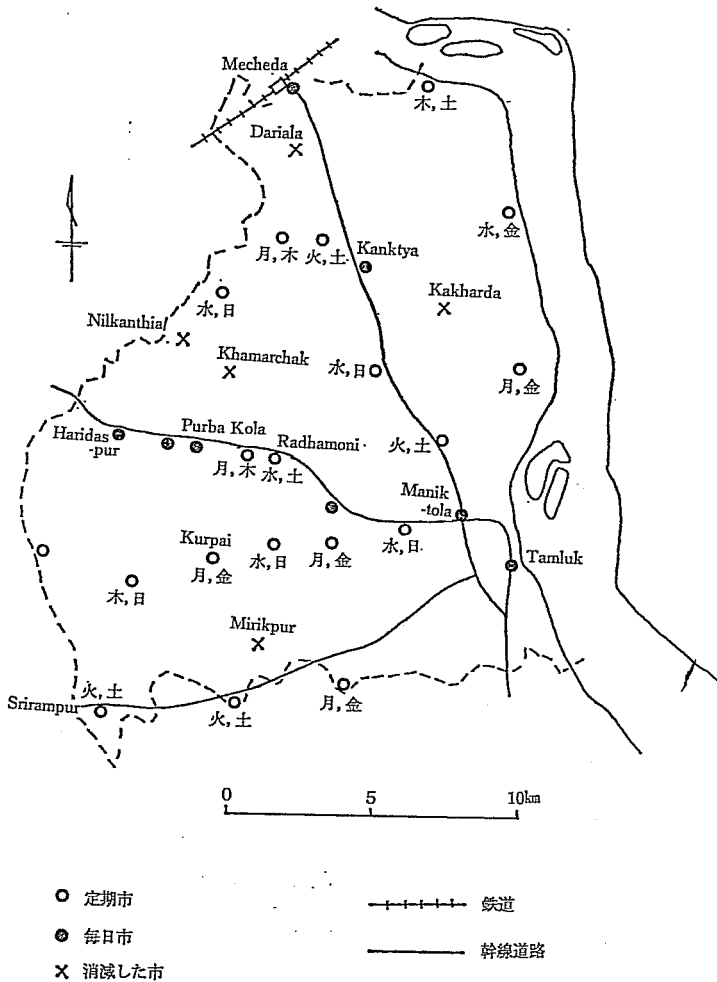 Mecheda
木,土
Dariala
水,金
月,木
火,土
Kanktya
水,日
Kakharda
Nilkanthia
Khamarchak
水,日
月,金
Haridas
-pur
Purba Kola
Radhamoni
火,土
月,木
水,土
Manik
-tola
水,日
Kurpai
月,金
水,日
月,金
Tamluk
木,日
Mirikpur
火,土
Srirampur
火,土
月,金
0
5
10km
定期市
鉄道
毎日市
幹線道路
消滅した市